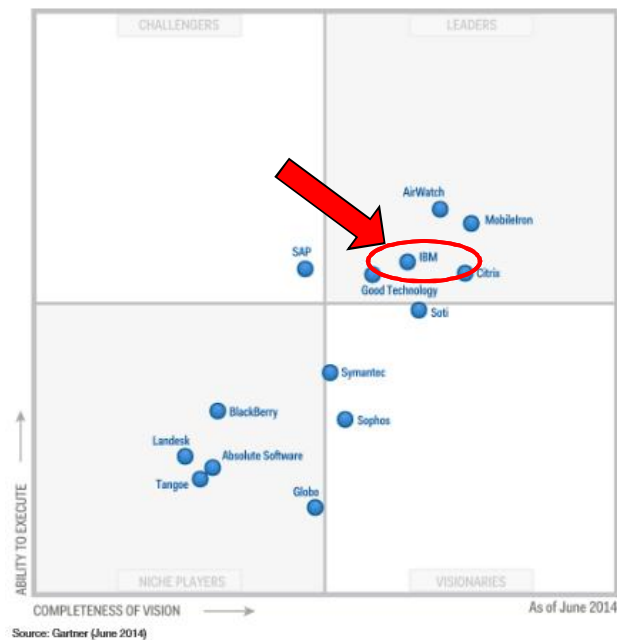 CHALLENGERS
LEADERS
AirWatch
MobileIron
IBM
SAP
Citrix
Good Technology
Soti
Symantec
BlackBerry
Sophos
Landesk
Absolute Software
Tangoe
Globo
ABILITY TO EXECUTE
NICHE PLAYERS
VISIONARIES
COMPLETENESS OF VISION
As of June 2014
Source: Gartner (June 2014)